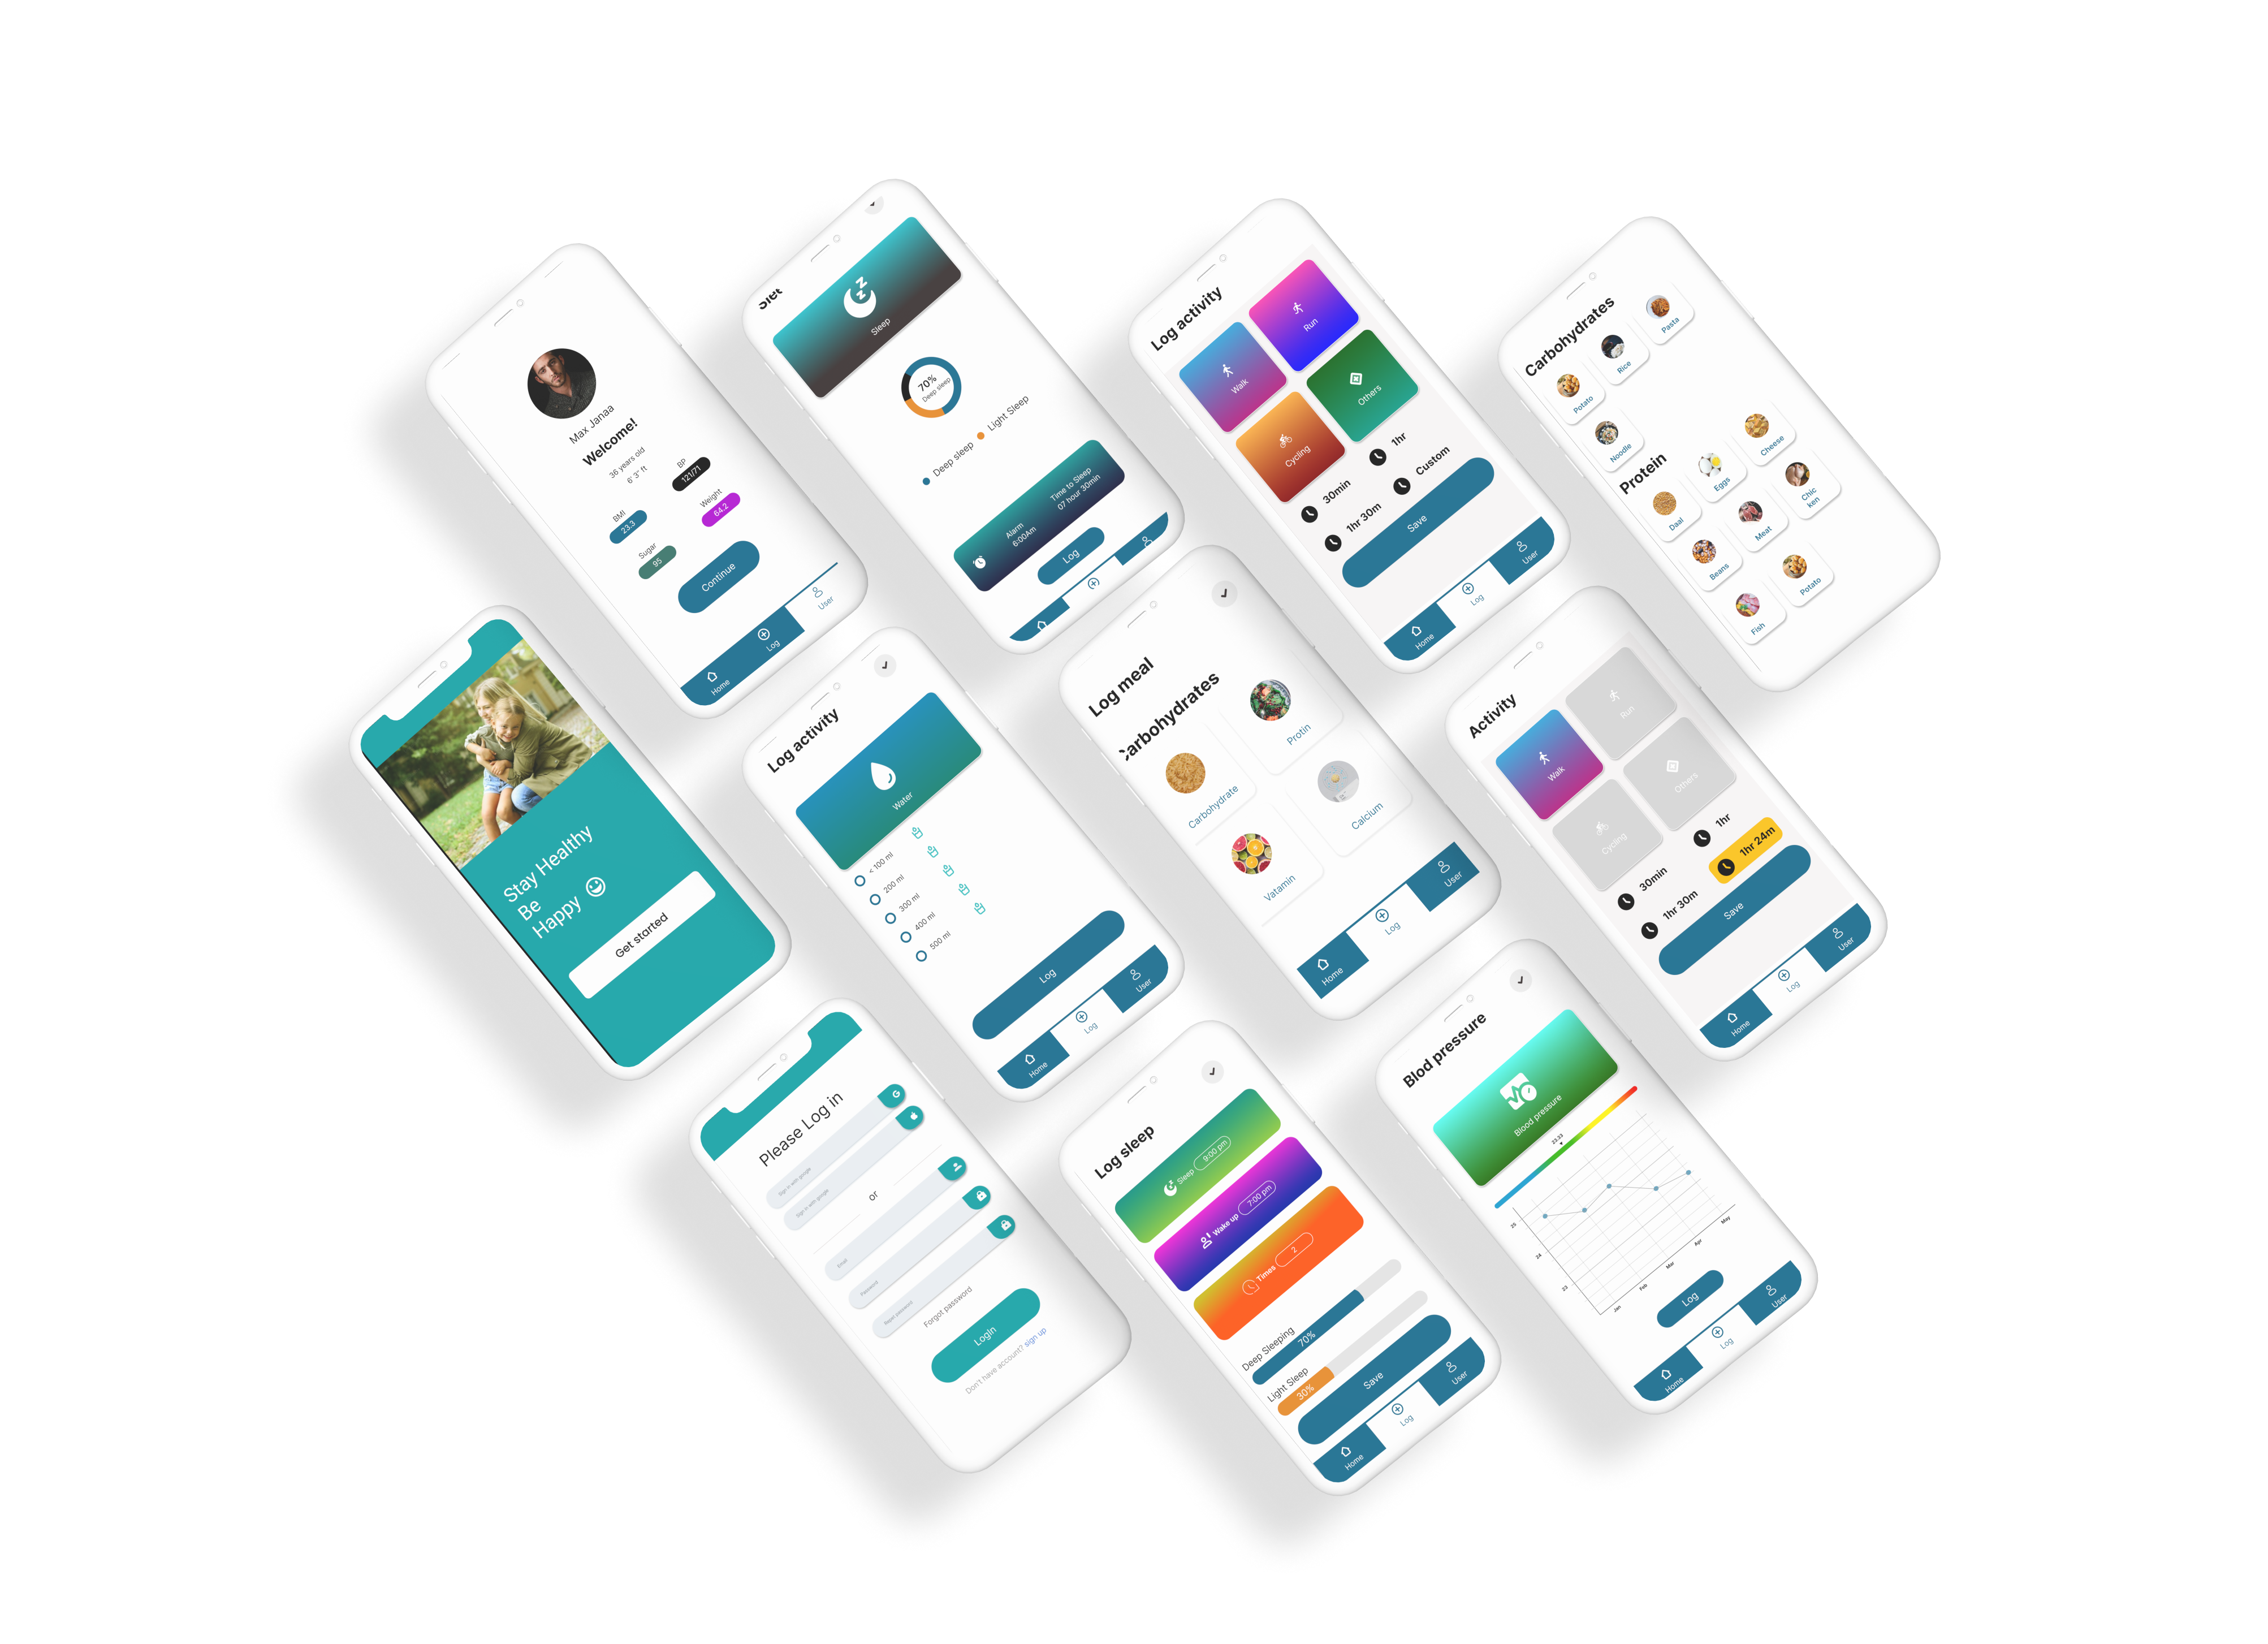 Max Janaa
Welcome!
36 years old
6' 3" ft
BP
121/71
BMI
23.3
Weight
64.2
Sugar
95
Continue
Home
Log
User
Sleep
70%
Deep sleep
Deep sleep
Light Sleep
Alarm
6:00Am
Time to Sleep
07 hour 30min
Log
Log activity
Walk
Run
Cycling
Others
30min
1hr
1hr 30m
Custom
Save
Home
Log
User
Carbohydrates
Potato
Rice
Pasta
Noodle
Protein
Daal
Eggs
Cheese
Beans
Meat
Chic
ken
Fish
Potato
Stay Healthy
Be
Happy
Get started
Log activity
Water
< 100 ml
200 ml
300 ml
400 ml
500 ml
Log
Home
Log
User
Log meal
Carbohydrates
Carbohydrate
Protin
Vatamin
Calcium
Home
Log
User
Activity
Walk
Run
Cycling
Others
30min
1hr
1hr 30m
1hr 24m
Save
Home
Log
User
Please Log in
Sign in with google
Sign in with google
or
Email
Password
Repet password
Forgot password
LogIn
Don't have account? sign up
Log sleep
Sleep 9:00 pm
Wake up 7:00 pm
Times 2
Deep Sleeping
70%
Light Sleep
30%
Save
Home
Log
User
Blod pressure
Blood pressure
23.33
25
24
23
Jan
Feb
Mar
Apr
May
Log
Home
Log
User